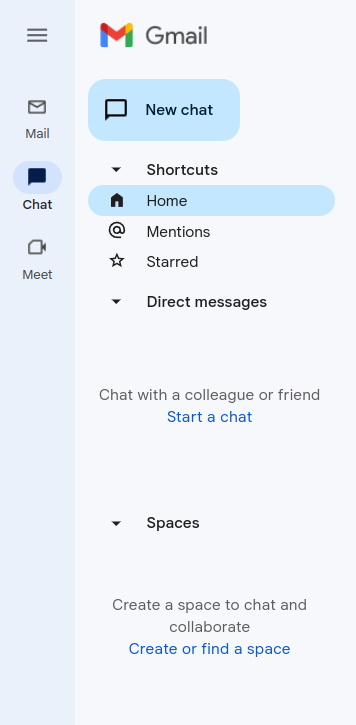 Gmail
Mail
Chat
Meet
New chat
Shortcuts
Home
Mentions
Starred
Direct messages
Chat with a colleague or friend
Start a chat
Spaces
Create a space to chat and
collaborate
Create or find a space